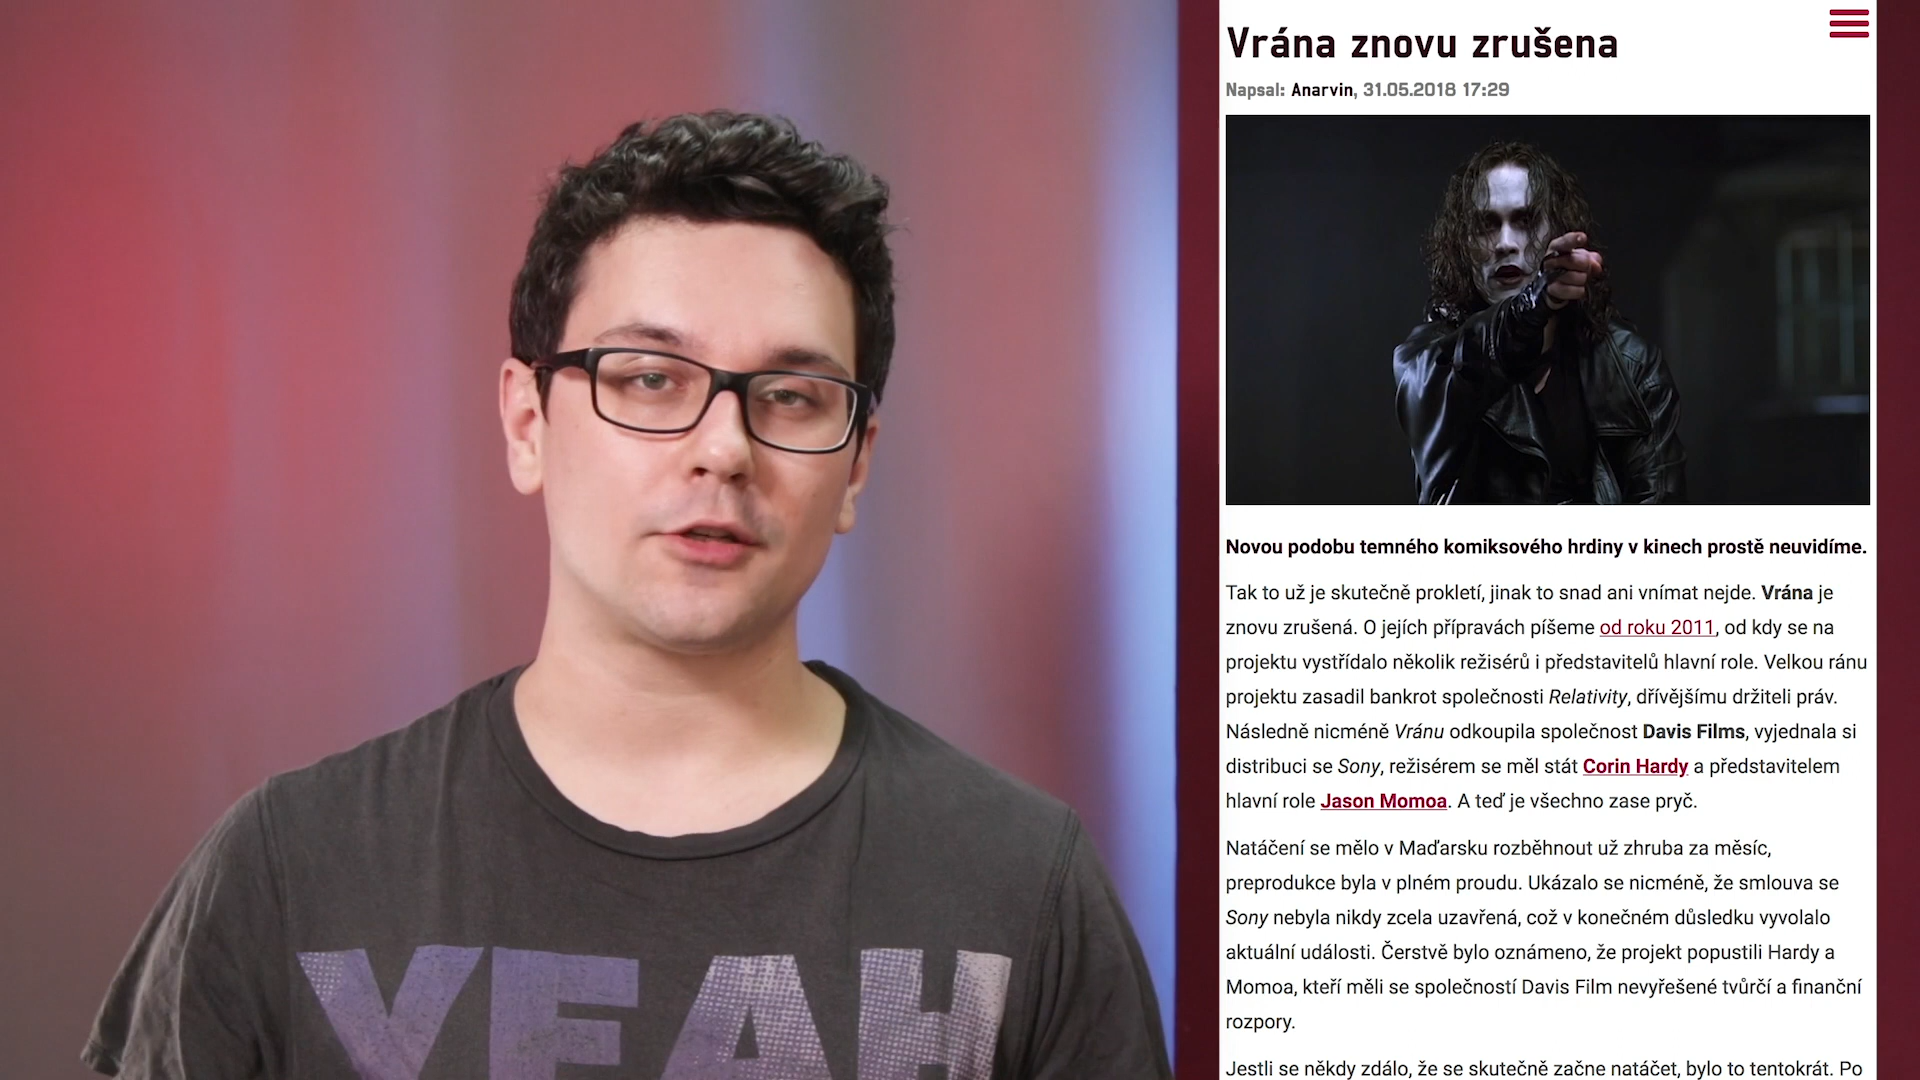 YEAH
Vrána znovu zrušena
Napsal: Anarvin, 31.05.2018 17:29
Novou podobu temného komiksového hrdiny v kinech prostě neuvidíme.
Tak to už je skutečně prokletí, jinak to snad ani vnímat nejde. Vrána je
znovu zrušená. O jejích přípravách píšeme od roku 2011, od kdy se na
projektu vystřídalo několik režisérů i představitelů hlavní role. Velkou ránu
projektu zasadil bankrot společnosti Relativity, dřívějšímu držiteli práv.
Následně nicméně Vránu odkoupila společnost Davis Films, vyjednala si
distribuci se Sony, režisérem se měl stát Corin Hardy a představitelem
hlavní role Jason Momoa. A teď je všechno zase pryč.
Natáčení se mělo v Maďarsku rozběhnout už zhruba za měsíc,
preprodukce byla v plném proudu. Ukázalo se nicméně, že smlouva se
Sony nebyla nikdy zcela uzavřená, což v konečném důsledku vyvolalo
aktuální události. Čerstvě bylo oznámeno, že projekt popustili Hardy a
Momoa, kteří měli se společností Davis Film nevyřešené tvůrčí a finanční
rozpory.
Jestli se někdy zdálo, že se skutečně začne natáčet, bylo to tentokrát. Po